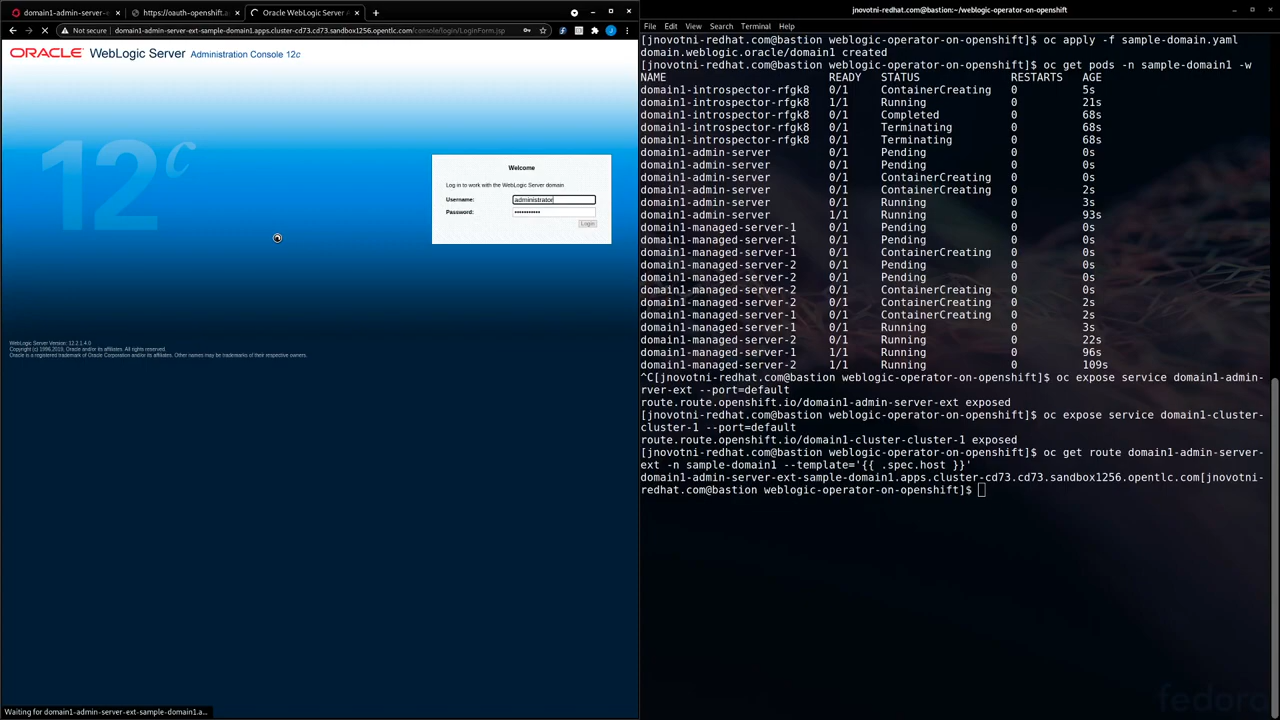 domain1-admin-server-e
https://oauth-openshift.a
Oracle WebLogic Server A
Not secure
domain1-admin-server-ext-sample-domain1.apps.cluster-cd73.cd73.sandbox1256.opentlc.com/console/login/LoginForm.jsp
ORACLE WebLogic Server Administration Console 12c
12c
Welcome
Log in to work with the WebLogic Server domain
Username: administrator
Password: •••••••••••
Login
WebLogic Server Version: 12.2.1.4.0
Copyright (c) 1996,2019, Oracle and/or its affiliates. All rights reserved.
Oracle is a registered trademark of Oracle Corporation and/or its affiliates. Other names may be trademarks of their respective owners.
Waiting for domain1-admin-server-ext-sample-domain1.a...
jnovotni-redhat.com@bastion:~/weblogic-operator-on-openshift
File Edit View Search Terminal Help
[jnovotni-redhat.com@bastion weblogic-operator-on-openshift]$ oc apply -f sample-domain.yaml
domain.weblogic.oracle/domain1 created
[jnovotni-redhat.com@bastion weblogic-operator-on-openshift]$ oc get pods -n sample-domain1 -w
NAME READY STATUS RESTARTS AGE
domain1-introspector-rfgk8 0/1 ContainerCreating 0 5s
domain1-introspector-rfgk8 1/1 Running 0 21s
domain1-introspector-rfgk8 0/1 Completed 0 68s
domain1-introspector-rfgk8 0/1 Terminating 0 68s
domain1-introspector-rfgk8 0/1 Terminating 0 68s
domain1-admin-server 0/1 Pending 0 0s
domain1-admin-server 0/1 Pending 0 0s
domain1-admin-server 0/1 ContainerCreating 0 0s
domain1-admin-server 0/1 ContainerCreating 0 2s
domain1-admin-server 0/1 Running 0 3s
domain1-admin-server 1/1 Running 0 93s
domain1-managed-server-1 0/1 Pending 0 0s
domain1-managed-server-1 0/1 Pending 0 0s
domain1-managed-server-1 0/1 ContainerCreating 0 0s
domain1-managed-server-2 0/1 Pending 0 0s
domain1-managed-server-2 0/1 Pending 0 0s
domain1-managed-server-2 0/1 ContainerCreating 0 0s
domain1-managed-server-2 0/1 ContainerCreating 0 2s
domain1-managed-server-1 0/1 ContainerCreating 0 2s
domain1-managed-server-1 0/1 Running 0 3s
domain1-managed-server-2 0/1 Running 0 22s
domain1-managed-server-1 1/1 Running 0 96s
domain1-managed-server-2 1/1 Running 0 109s
^C[jnovotni-redhat.com@bastion weblogic-operator-on-openshift]$ oc expose service domain1-admin-
rver-ext --port=default
route.route.openshift.io/domain1-admin-server-ext exposed
[jnovotni-redhat.com@bastion weblogic-operator-on-openshift]$ oc expose service domain1-cluster-
cluster-1 --port=default
route.route.openshift.io/domain1-cluster-cluster-1 exposed
[jnovotni-redhat.com@bastion weblogic-operator-on-openshift]$ oc get route domain1-admin-server-
ext -n sample-domain1 --template='{{ .spec.host }}'
domain1-admin-server-ext-sample-domain1.apps.cluster-cd73.cd73.sandbox1256.opentlc.com[jnovotni-
redhat.com@bastion weblogic-operator-on-openshift]$
fedora